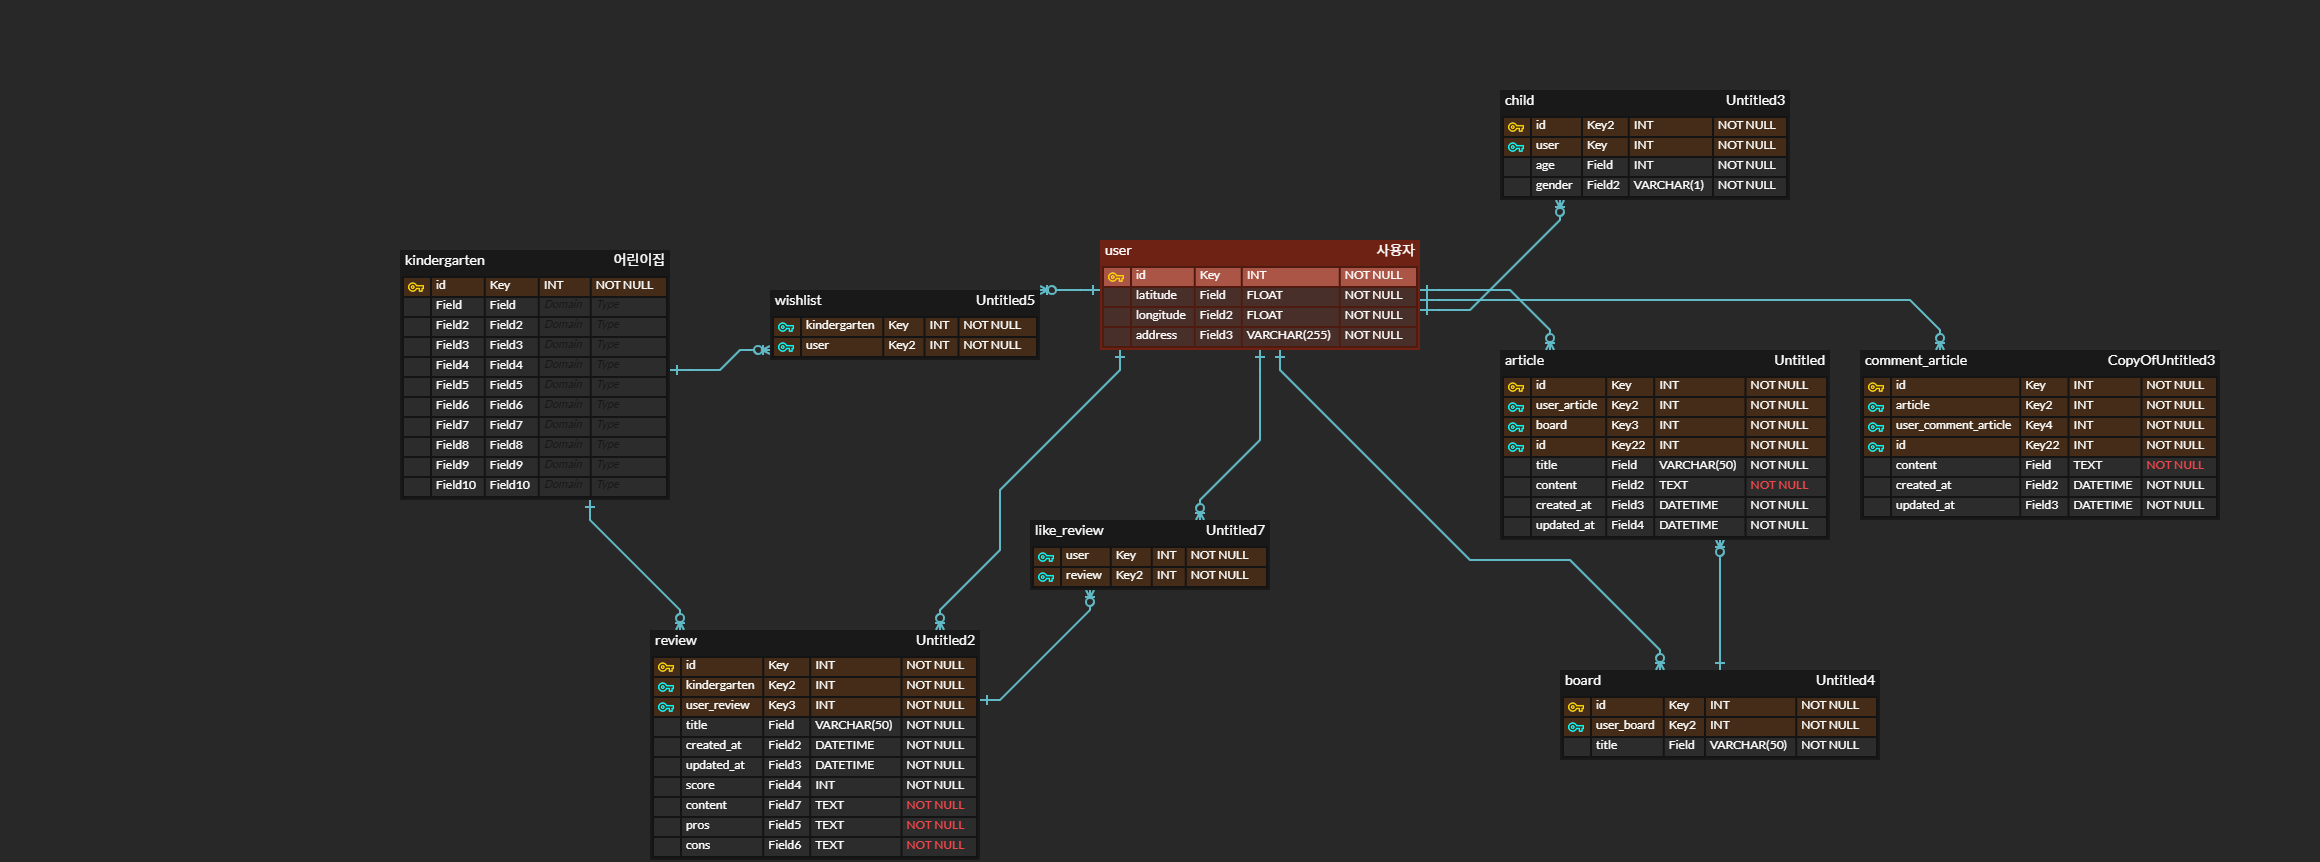 child Untitled3
id Key2 INT NOT NULL
user Key INT NOT NULL
age Field INT NOT NULL
gender Field2 VARCHAR(1) NOT NULL
user 사용자
id Key INT NOT NULL
latitude Field FLOAT NOT NULL
longitude Field2 FLOAT NOT NULL
address Field3 VARCHAR(255) NOT NULL
kindergarten 어린이집
id Key INT NOT NULL
Field Field Domain Type
Field2 Field2 Domain Type
Field3 Field3 Domain Type
Field4 Field4 Domain Type
Field5 Field5 Domain Type
Field6 Field6 Domain Type
Field7 Field7 Domain Type
Field8 Field8 Domain Type
Field9 Field9 Domain Type
Field10 Field10 Domain Type
wishlist Untitled5
kindergarten Key INT NOT NULL
user Key2 INT NOT NULL
article Untitled
id Key INT NOT NULL
user_article Key2 INT NOT NULL
board Key3 INT NOT NULL
id Key22 INT NOT NULL
title Field VARCHAR(50) NOT NULL
content Field2 TEXT NOT NULL
created_at Field3 DATETIME NOT NULL
updated_at Field4 DATETIME NOT NULL
comment_article CopyOfUntitled3
id Key INT NOT NULL
article Key2 INT NOT NULL
user_comment_article Key4 INT NOT NULL
id Key22 INT NOT NULL
content Field TEXT NOT NULL
created_at Field2 DATETIME NOT NULL
updated_at Field3 DATETIME NOT NULL
like_review Untitled7
user Key INT NOT NULL
review Key2 INT NOT NULL
review Untitled2
id Key INT NOT NULL
kindergarten Key2 INT NOT NULL
user_review Key3 INT NOT NULL
title Field VARCHAR(50) NOT NULL
created_at Field2 DATETIME NOT NULL
updated_at Field3 DATETIME NOT NULL
score Field4 INT NOT NULL
content Field7 TEXT NOT NULL
pros Field5 TEXT NOT NULL
cons Field6 TEXT NOT NULL
board Untitled4
id Key INT NOT NULL
user_board Key2 INT NOT NULL
title Field VARCHAR(50) NOT NULL